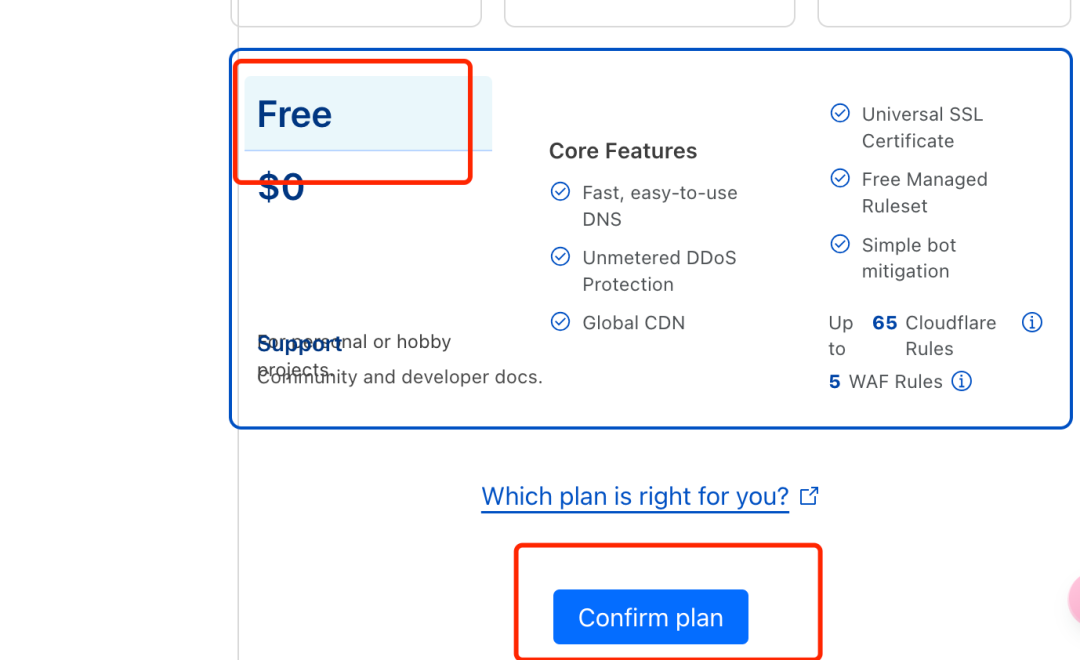 Free
$0
For personal or hobby
projects.
Support
Community and developer docs.
Core Features
Fast, easy-to-use
DNS
Unmetered DDoS
Protection
Global CDN
Universal SSL
Certificate
Free Managed
Ruleset
Simple bot
mitigation
Up to 65 Cloudflare Rules
5 WAF Rules
Which plan is right for you?
Confirm plan